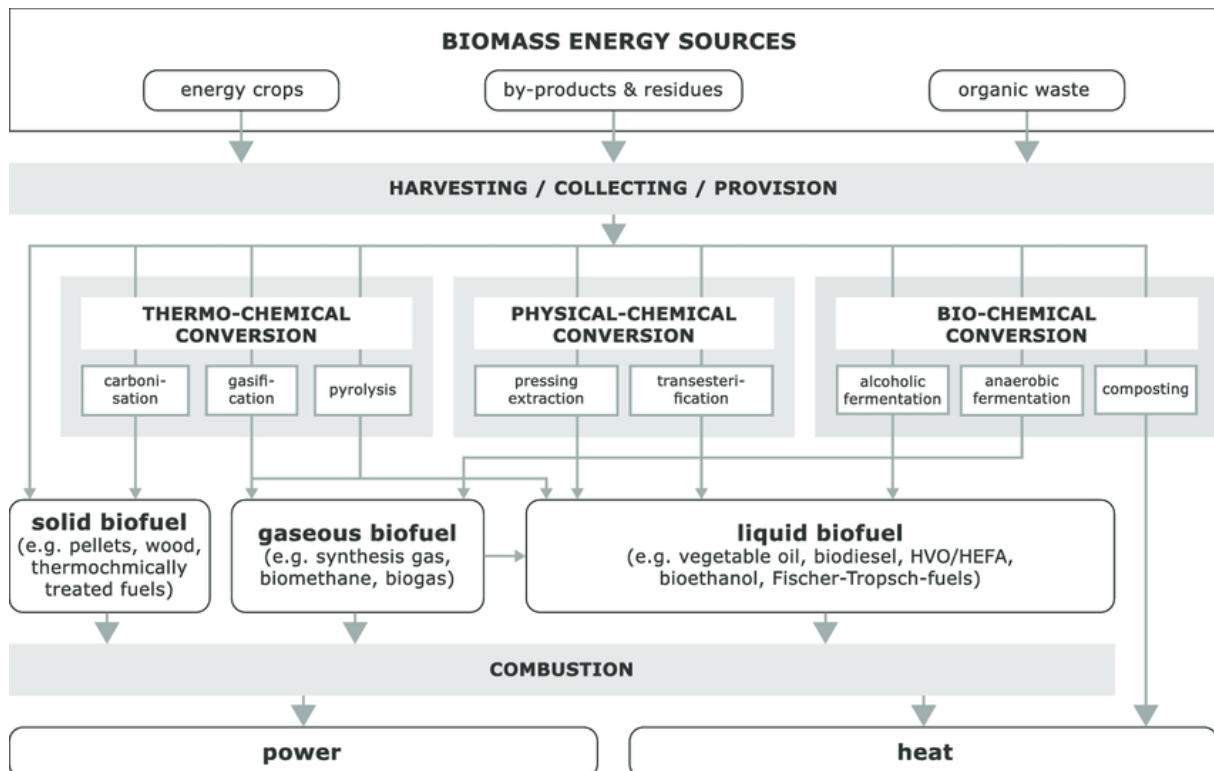 BIOMASS ENERGY SOURCES
energy crops
by-products & residues
organic waste
HARVESTING / COLLECTING / PROVISION
THERMO-CHEMICAL
CONVERSION
PHYSICAL-CHEMICAL
CONVERSION
BIO-CHEMICAL
CONVERSION
carboni-
sation
gasifi-
cation
pyrolysis
pressing
extraction
transesteri-
fication
alcoholic
fermentation
anaerobic
fermentation
composting
solid biofuel
(e.g. pellets, wood,
thermochmically
treated fuels)
gaseous biofuel
(e.g. synthesis gas,
biomethane, biogas)
liquid biofuel
(e.g. vegetable oil, biodiesel, HVO/HEFA,
bioethanol, Fischer-Tropsch-fuels)
COMBUSTION
power
heat